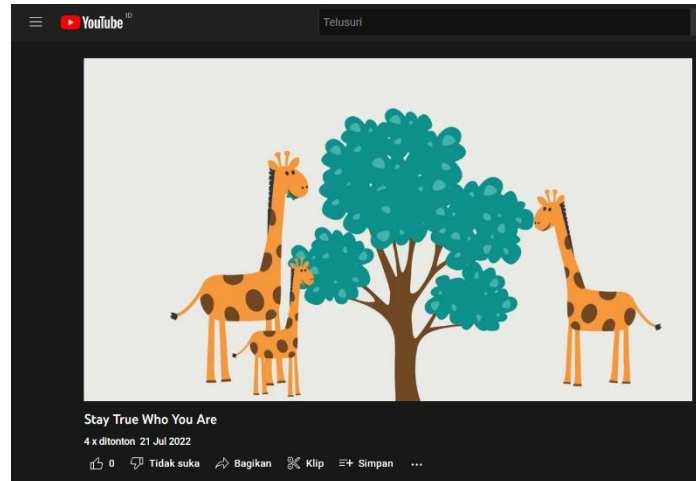 YouTube ID
Telusuri
Stay True Who You Are
4 x ditonton 21 Jul 2022
0 Tidak suka Bagikan Klip Simpan ...